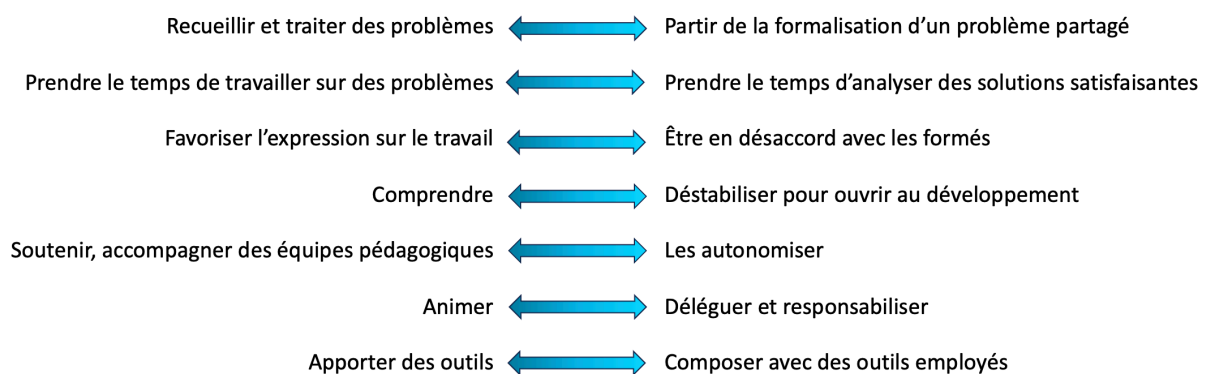 Recueillir et traiter des problèmes Partir de la formalisation d’un problème partagé
Prendre le temps de travailler sur des problèmes Prendre le temps d’analyser des solutions satisfaisantes
Favoriser l’expression sur le travail Être en désaccord avec les formés
Comprendre Déstabiliser pour ouvrir au développement
Soutenir, accompagner des équipes pédagogiques Les autonomiser
Animer Déléguer et responsabiliser
Apporter des outils Composer avec des outils employés